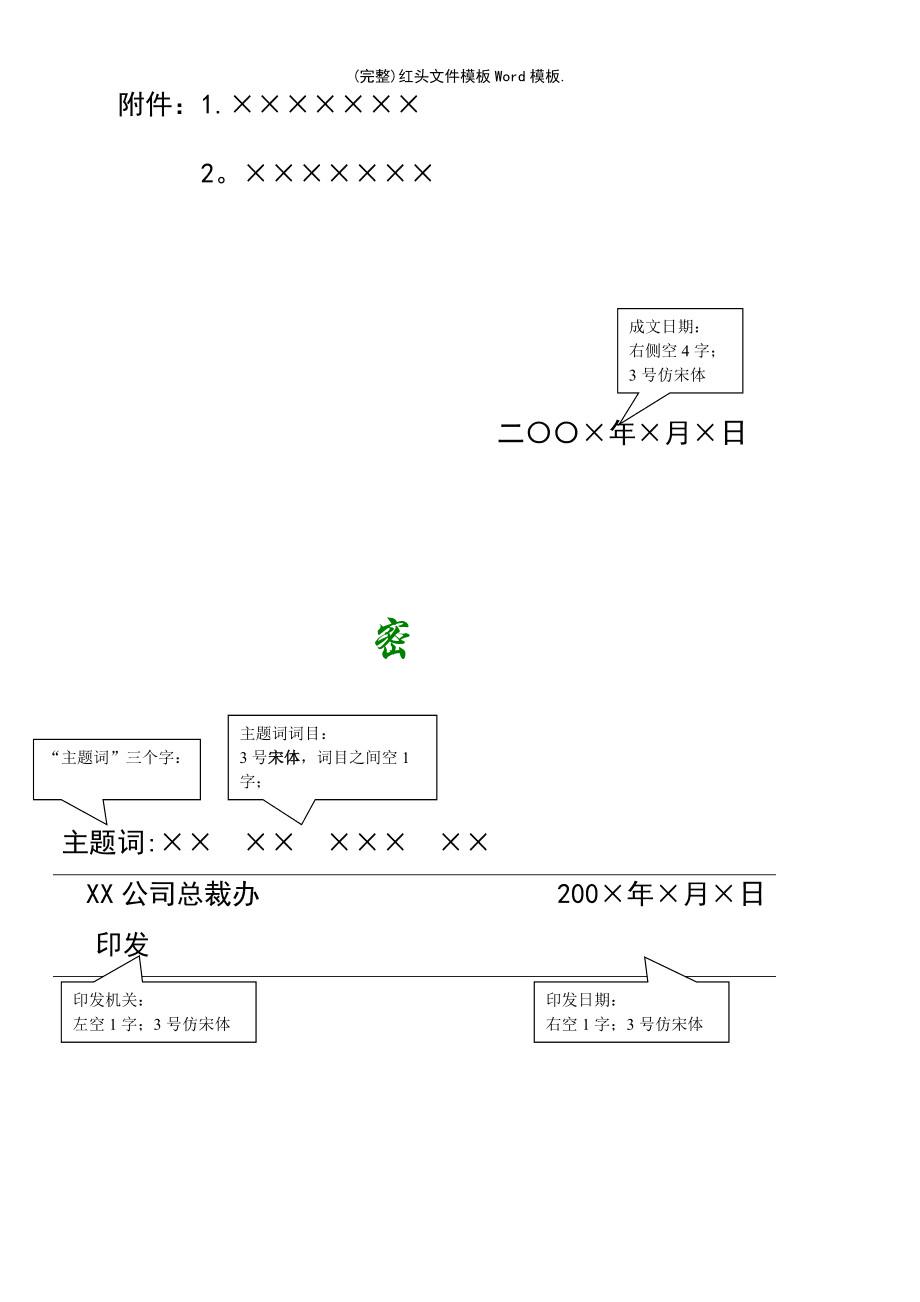 (完整)红头文件模板Word模板.
附件：1.×××××××
2。×××××××
成文日期：
右侧空4字；
3号仿宋体
二〇〇×年×月×日
密
主题词词目：
3号宋体，词目之间空1
字；
“主题词”三个字：
主题词:×× ×× ××× ××
XX公司总裁办 200×年×月×日
印发
印发机关：
左空1字；3号仿宋体
印发日期：
右空1字；3号仿宋体